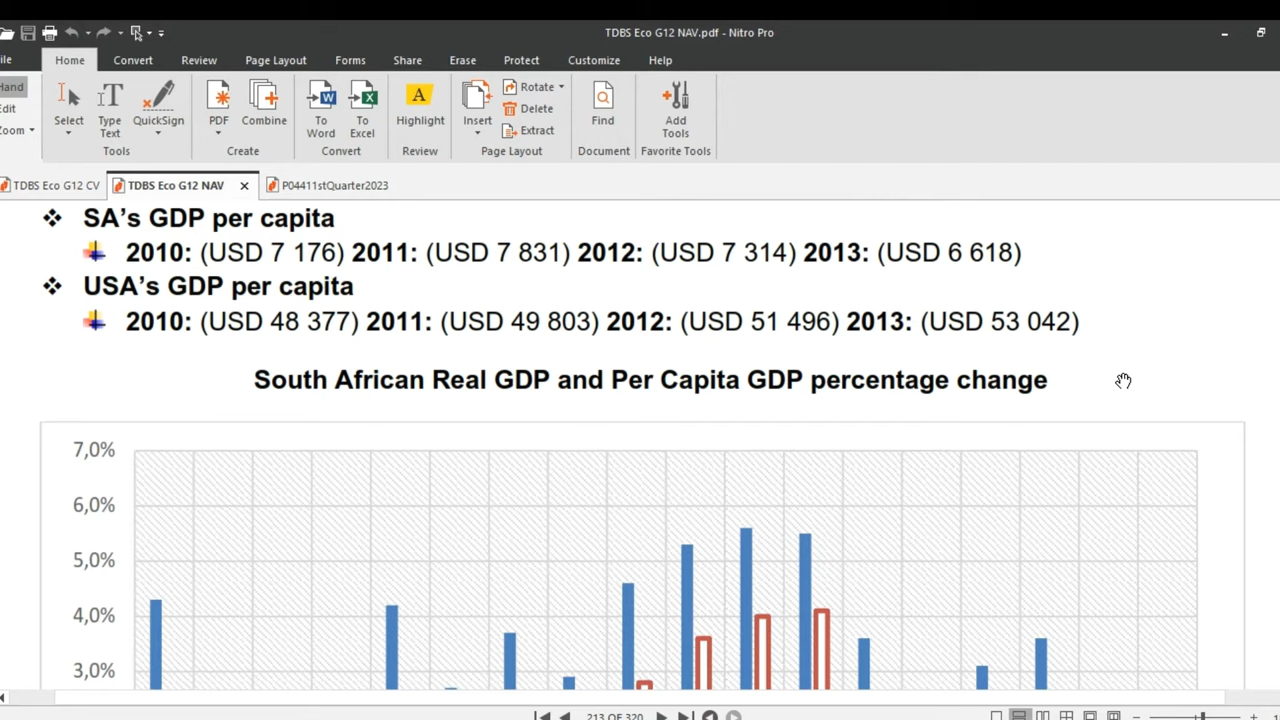 TDBS Eco G12 NAV.pdf - Nitro Pro
ile Home Convert Review Page Layout Forms Share Erase Protect Customize Help
Hand
Edit
Zoom
Select
Type Text
QuickSign
Tools
PDF
Combine
Create
To Word
To Excel
Convert
Highlight
Review
Insert
Rotate
Delete
Extract
Page Layout
Find
Document
Add Tools
Favorite Tools
TDBS Eco G12 CV TDBS Eco G12 NAV P04411stQuarter2023
SA's GDP per capita
2010: (USD 7 176) 2011: (USD 7 831) 2012: (USD 7 314) 2013: (USD 6 618)
USA's GDP per capita
2010: (USD 48 377) 2011: (USD 49 803) 2012: (USD 51 496) 2013: (USD 53 042)
South African Real GDP and Per Capita GDP percentage change
7,0%
6,0%
5,0%
4,0%
3,0%
213 OF 320